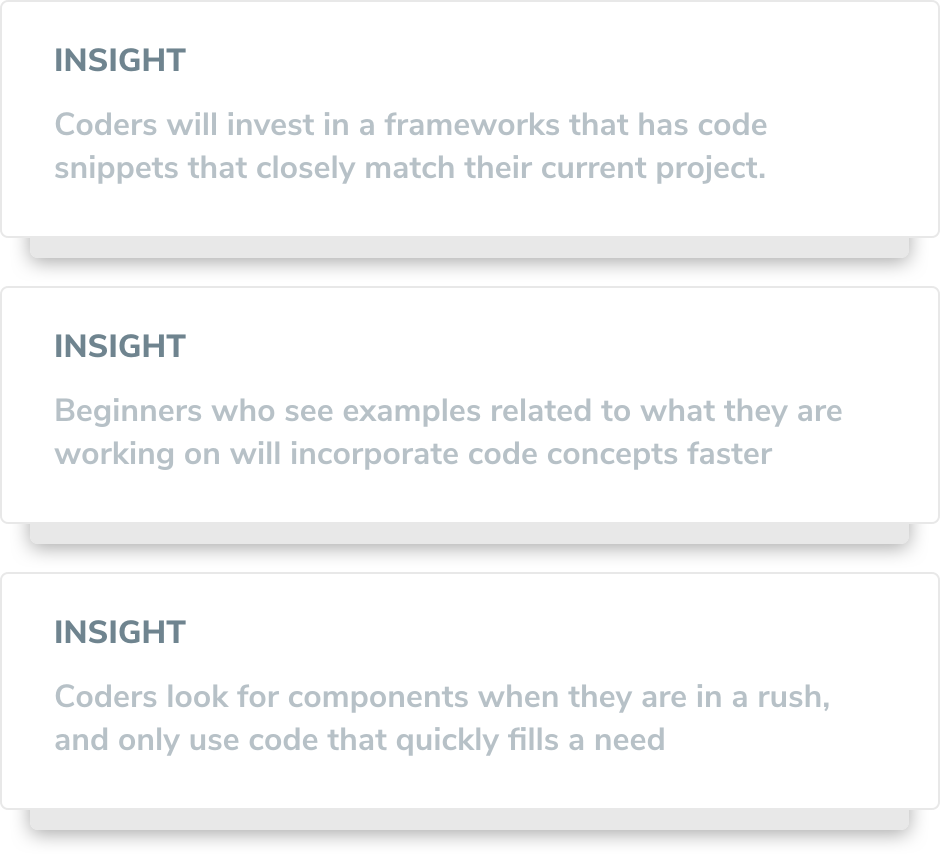 INSIGHT
Coders will invest in a frameworks that has code
snippets that closely match their current project.
INSIGHT
Beginners who see examples related to what they are
working on will incorporate code concepts faster
INSIGHT
Coders look for components when they are in a rush,
and only use code that quickly fills a need